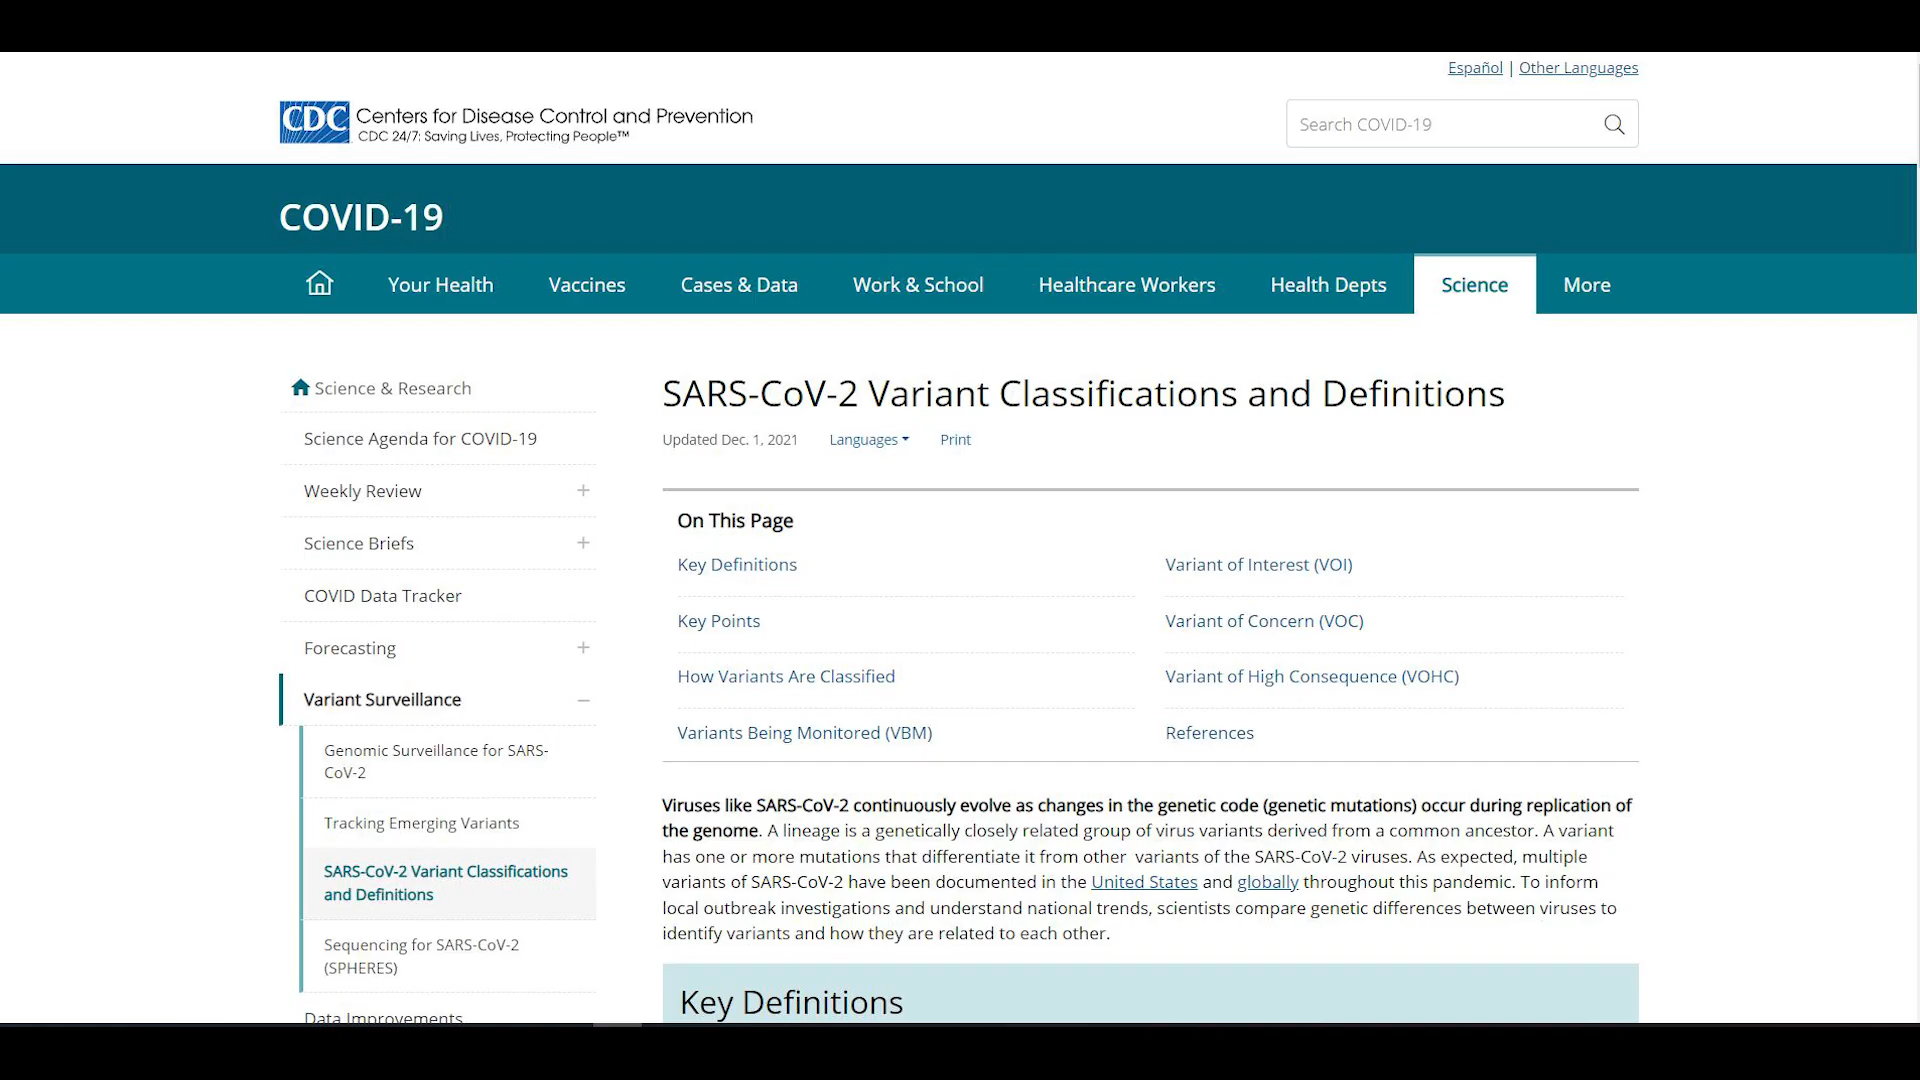 Español | Other Languages
CDC Centers for Disease Control and Prevention
CDC 24/7: Saving Lives, Protecting People™
Search COVID-19
COVID-19
Your Health Vaccines Cases & Data Work & School Healthcare Workers Health Depts Science More
Science & Research
Science Agenda for COVID-19
Weekly Review +
Science Briefs +
COVID Data Tracker
Forecasting +
Variant Surveillance –
Genomic Surveillance for SARS-
CoV-2
Tracking Emerging Variants
SARS-CoV-2 Variant Classifications
and Definitions
Sequencing for SARS-CoV-2
(SPHERES)
Data Improvements
SARS-CoV-2 Variant Classifications and Definitions
Updated Dec. 1, 2021 Languages Print
On This Page
Key Definitions
Key Points
How Variants Are Classified
Variants Being Monitored (VBM)
Variant of Interest (VOI)
Variant of Concern (VOC)
Variant of High Consequence (VOHC)
References
Viruses like SARS-CoV-2 continuously evolve as changes in the genetic code (genetic mutations) occur during replication of
the genome. A lineage is a genetically closely related group of virus variants derived from a common ancestor. A variant
has one or more mutations that differentiate it from other variants of the SARS-CoV-2 viruses. As expected, multiple
variants of SARS-CoV-2 have been documented in the United States and globally throughout this pandemic. To inform
local outbreak investigations and understand national trends, scientists compare genetic differences between viruses to
identify variants and how they are related to each other.
Key Definitions